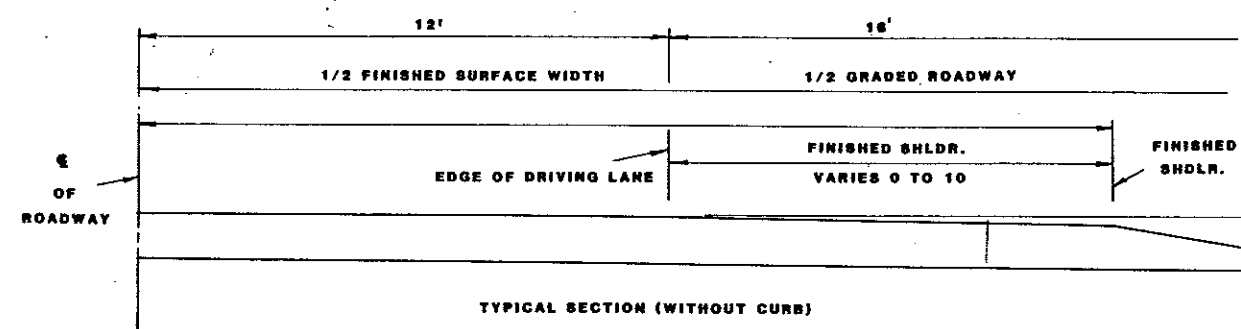 12'
16'
1/2 FINISHED SURFACE WIDTH
1/2 GRADED ROADWAY
℄
OF
ROADWAY
EDGE OF DRIVING LANE
FINISHED SHLDR.
VARIES 0 TO 10
FINISHED
SHDLR.
TYPICAL SECTION (WITHOUT CURB)